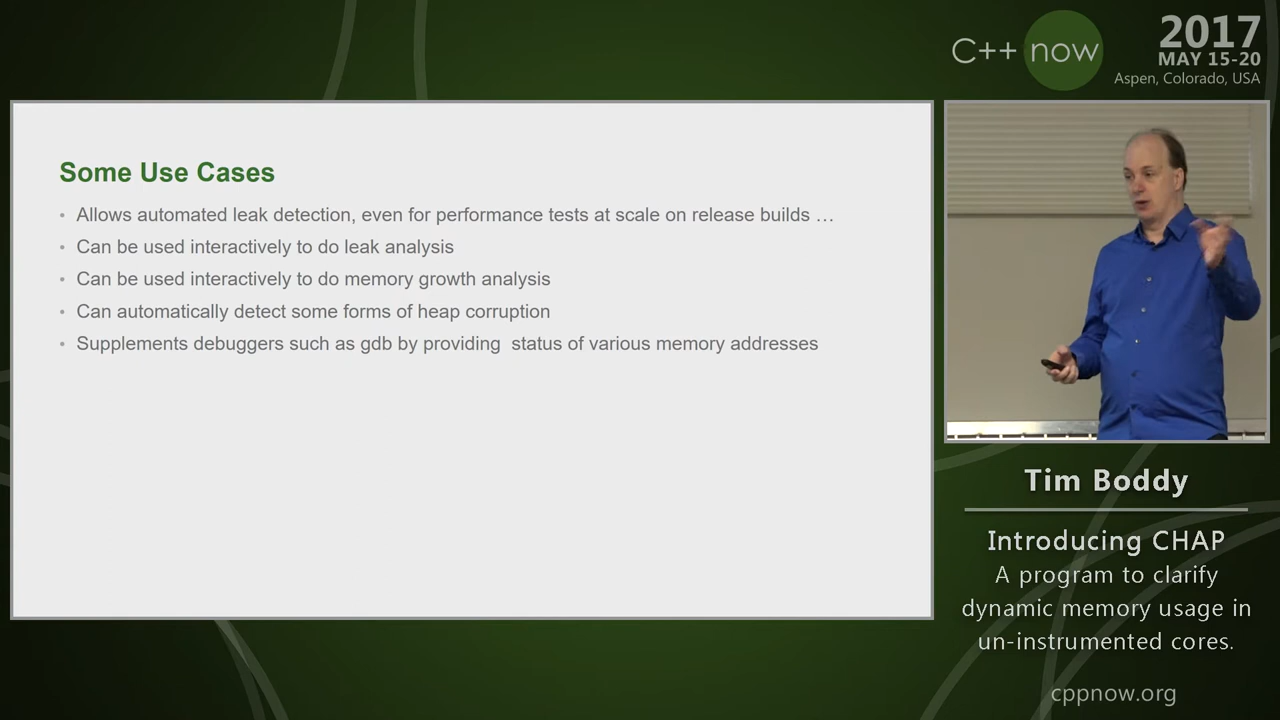 C++ now
2017
MAY 15-20
Aspen, Colorado, USA
Some Use Cases
• Allows automated leak detection, even for performance tests at scale on release builds …
• Can be used interactively to do leak analysis
• Can be used interactively to do memory growth analysis
• Can automatically detect some forms of heap corruption
• Supplements debuggers such as gdb by providing  status of various memory addresses
Tim Boddy
Introducing CHAP
A program to clarify
dynamic memory usage in
un-instrumented cores.
cppnow.org